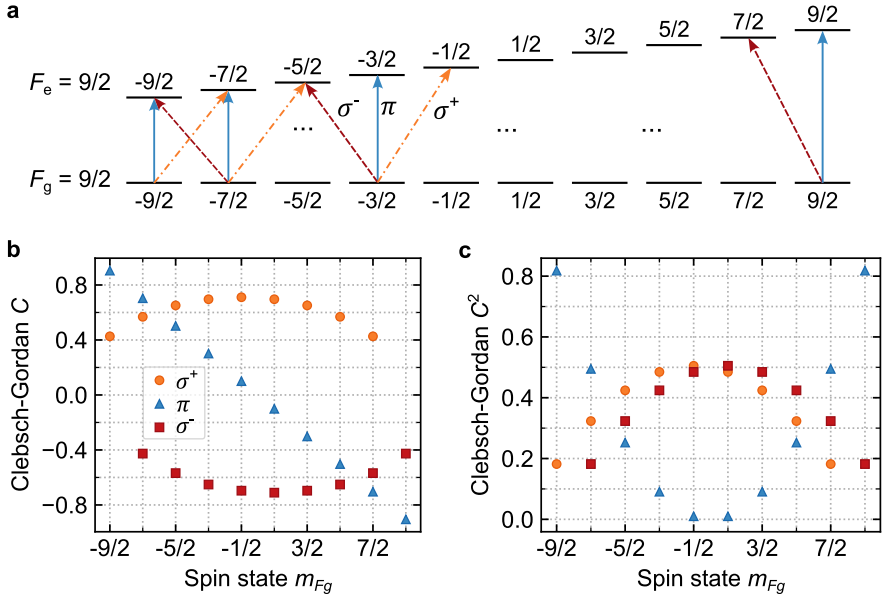 a
F_e = 9/2 -9/2 -7/2 -5/2 -3/2 -1/2 1/2 3/2 5/2 7/2 9/2
σ⁻ π σ⁺
... ... ...
F_g = 9/2
-9/2 -7/2 -5/2 -3/2 -1/2 1/2 3/2 5/2 7/2 9/2
b
Clebsch-Gordan C
0.8
0.4
0.0
−0.4
−0.8
σ⁺
π
σ⁻
-9/2 -5/2 -1/2 3/2 7/2
Spin state m_Fg
c
Clebsch-Gordan C²
0.8
0.6
0.4
0.2
0.0
-9/2 -5/2 -1/2 3/2 7/2
Spin state m_Fg